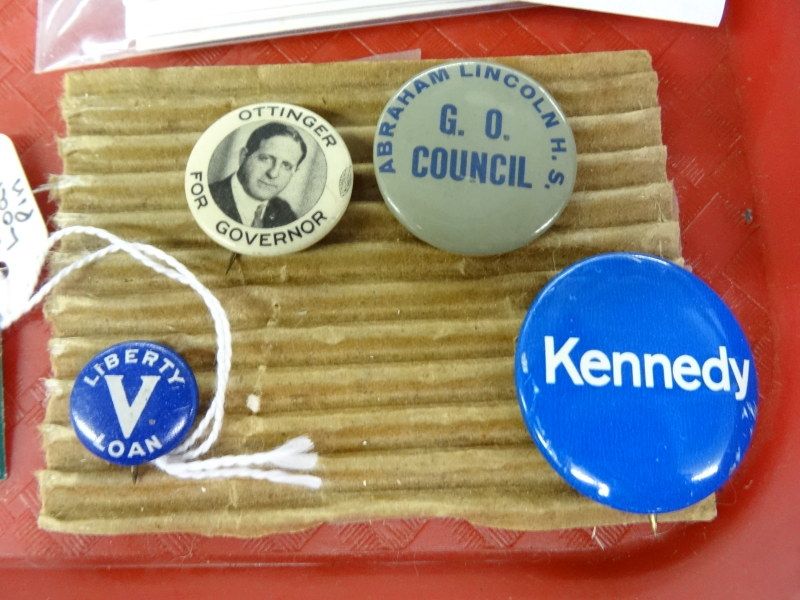 OTTINGER
FOR GOVERNOR
ABRAHAM LINCOLN H.S.
G. O.
COUNCIL
LIBERTY
V
LOAN
Kennedy